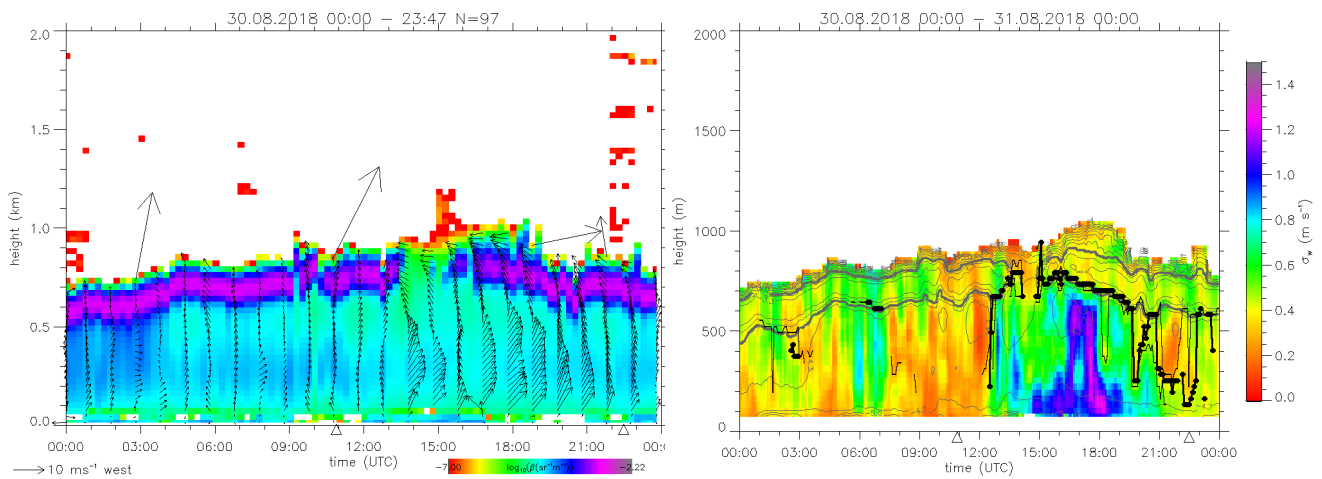 30.08.2018 00:00 – 23:47 N=97
2.0
1.5
1.0
0.5
0.0
height (km)
00:00 03:00 06:00 09:00 12:00 15:00 18:00 21:00 00:
time (UTC)
10 ms⁻¹ west
-7.00 log₁₀(β(sr⁻¹m⁻¹)) -2.22
30.08.2018 00:00 – 31.08.2018 00:00
2000
1500
1000
500
0
height (m)
00:00 03:00 06:00 09:00 12:00 15:00 18:00 21:00 00:00
time (UTC)
1.4
1.2
1.0
0.8
0.6
0.4
0.2
0.0
σw (m s⁻¹)